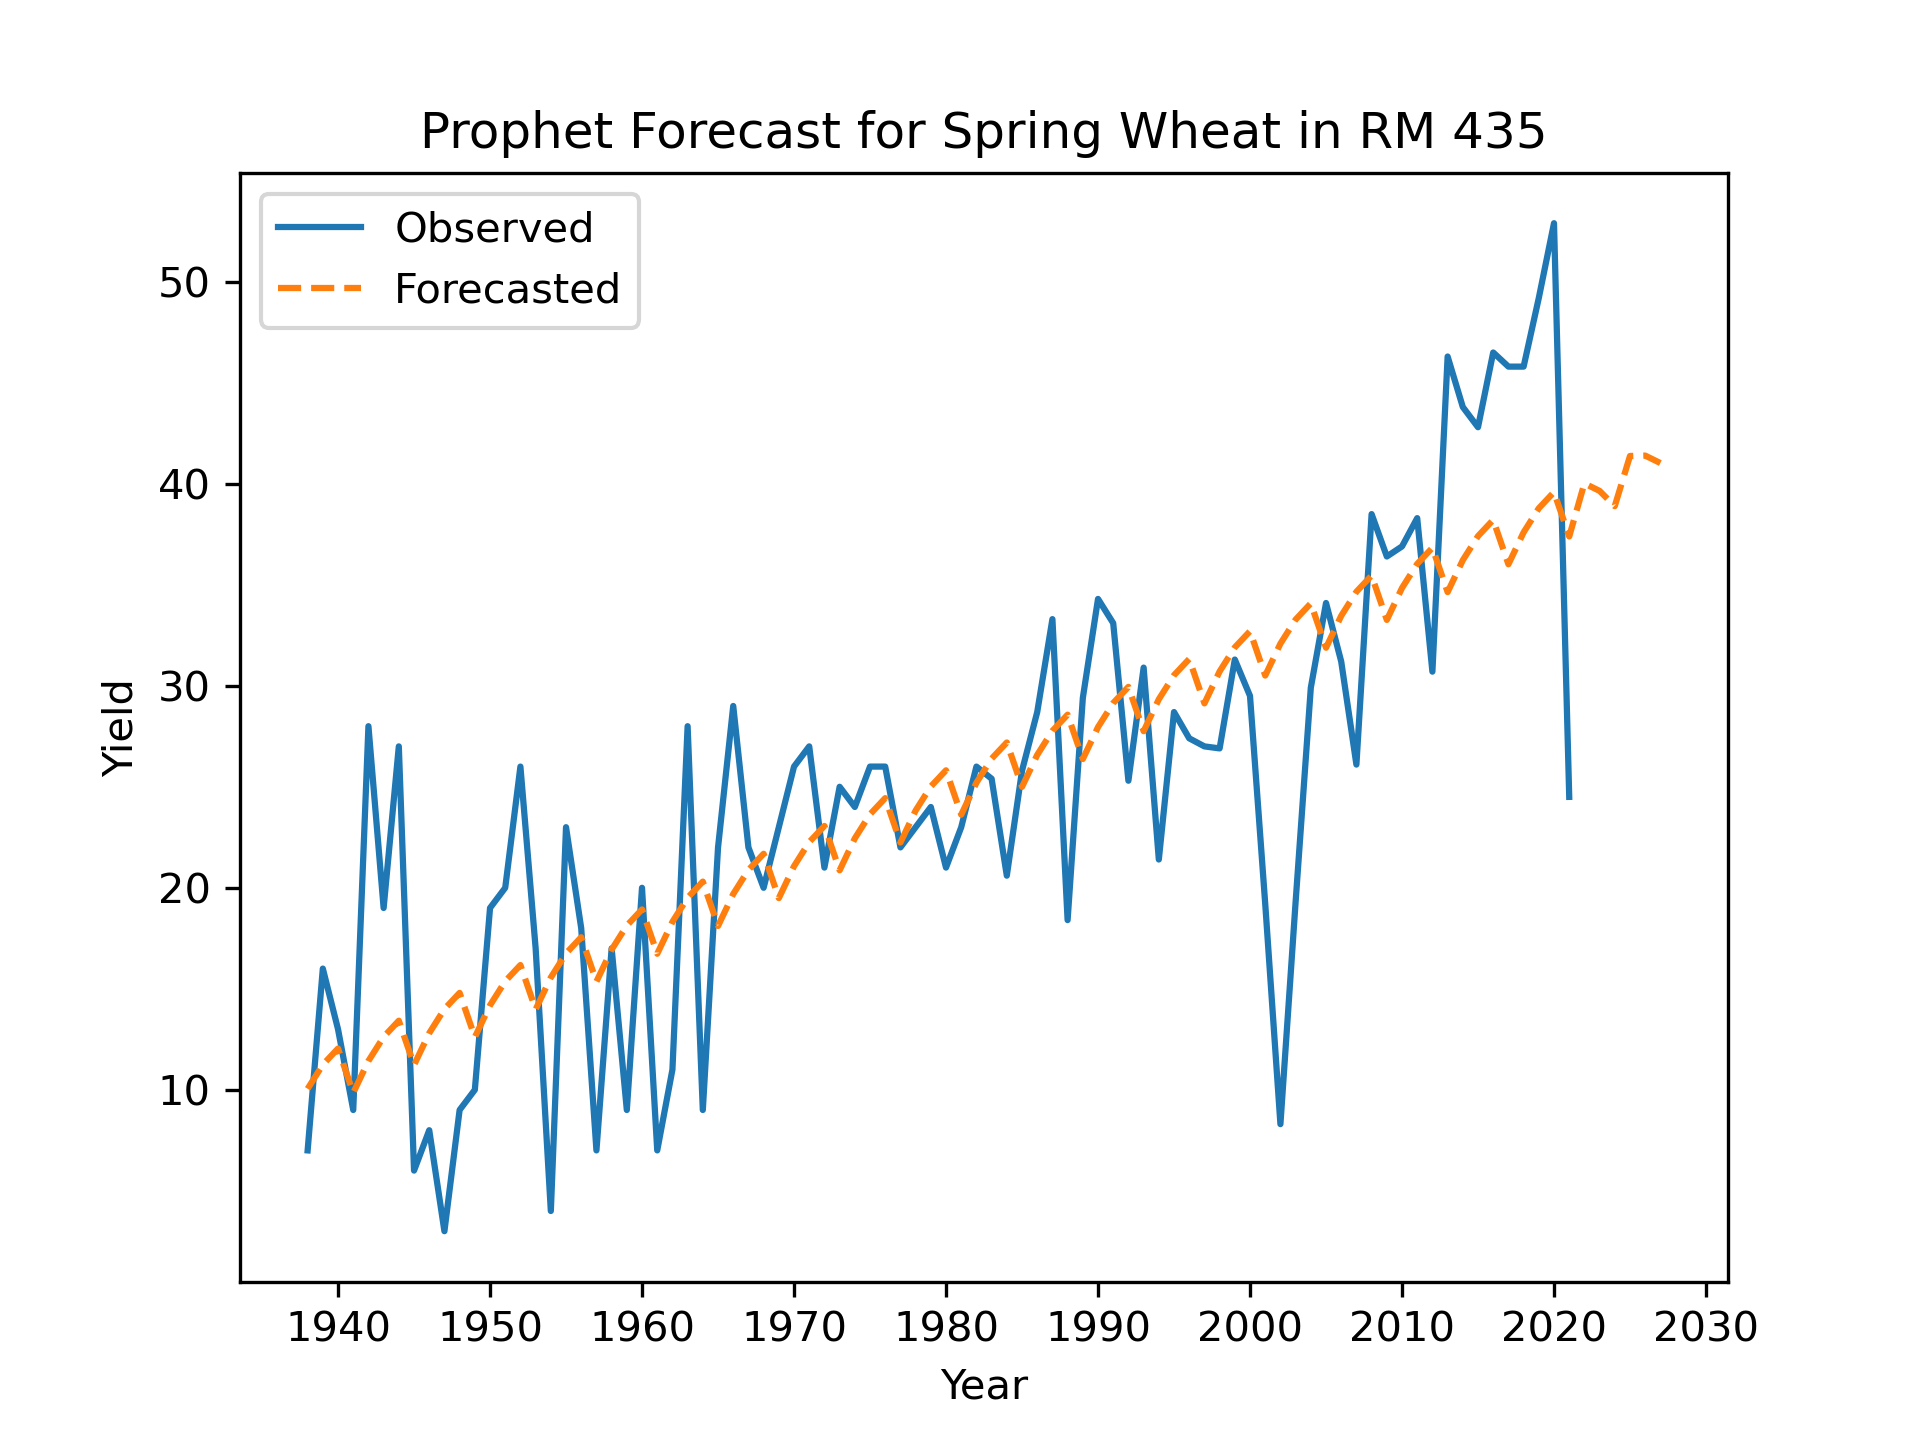 Prophet Forecast for Spring Wheat in RM 435
Observed
Forecasted
50
40
30
20
10
Yield
1940 1950 1960 1970 1980 1990 2000 2010 2020 2030
Year